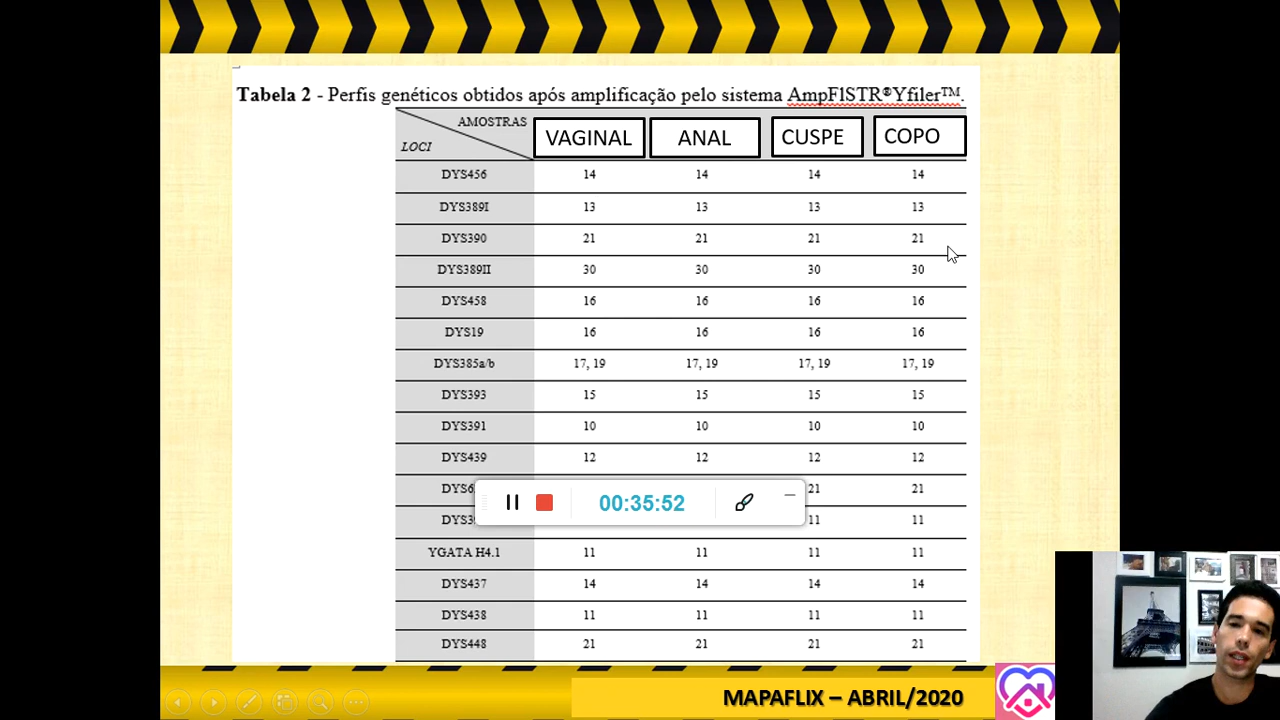 Tabela 2 - Perfis genéticos obtidos após amplificação pelo sistema AmpFlSTR®Yfiler™.
AMOSTRAS VAGINAL ANAL CUSPE COPO
LOCI
DYS456 14 14 14 14
DYS389I 13 13 13 13
DYS390 21 21 21 21
DYS389II 30 30 30 30
DYS458 16 16 16 16
DYS19 16 16 16 16
DYS385a/b 17, 19 17, 19 17, 19 17, 19
DYS393 15 15 15 15
DYS391 10 10 10 10
DYS439 12 12 12 12
21 21
00:35:52
11 11
YGATA H4.1 11 11 11 11
DYS437 14 14 14 14
DYS438 11 11 11 11
DYS448 21 21 21 21
MAPAFLIX – ABRIL/2020